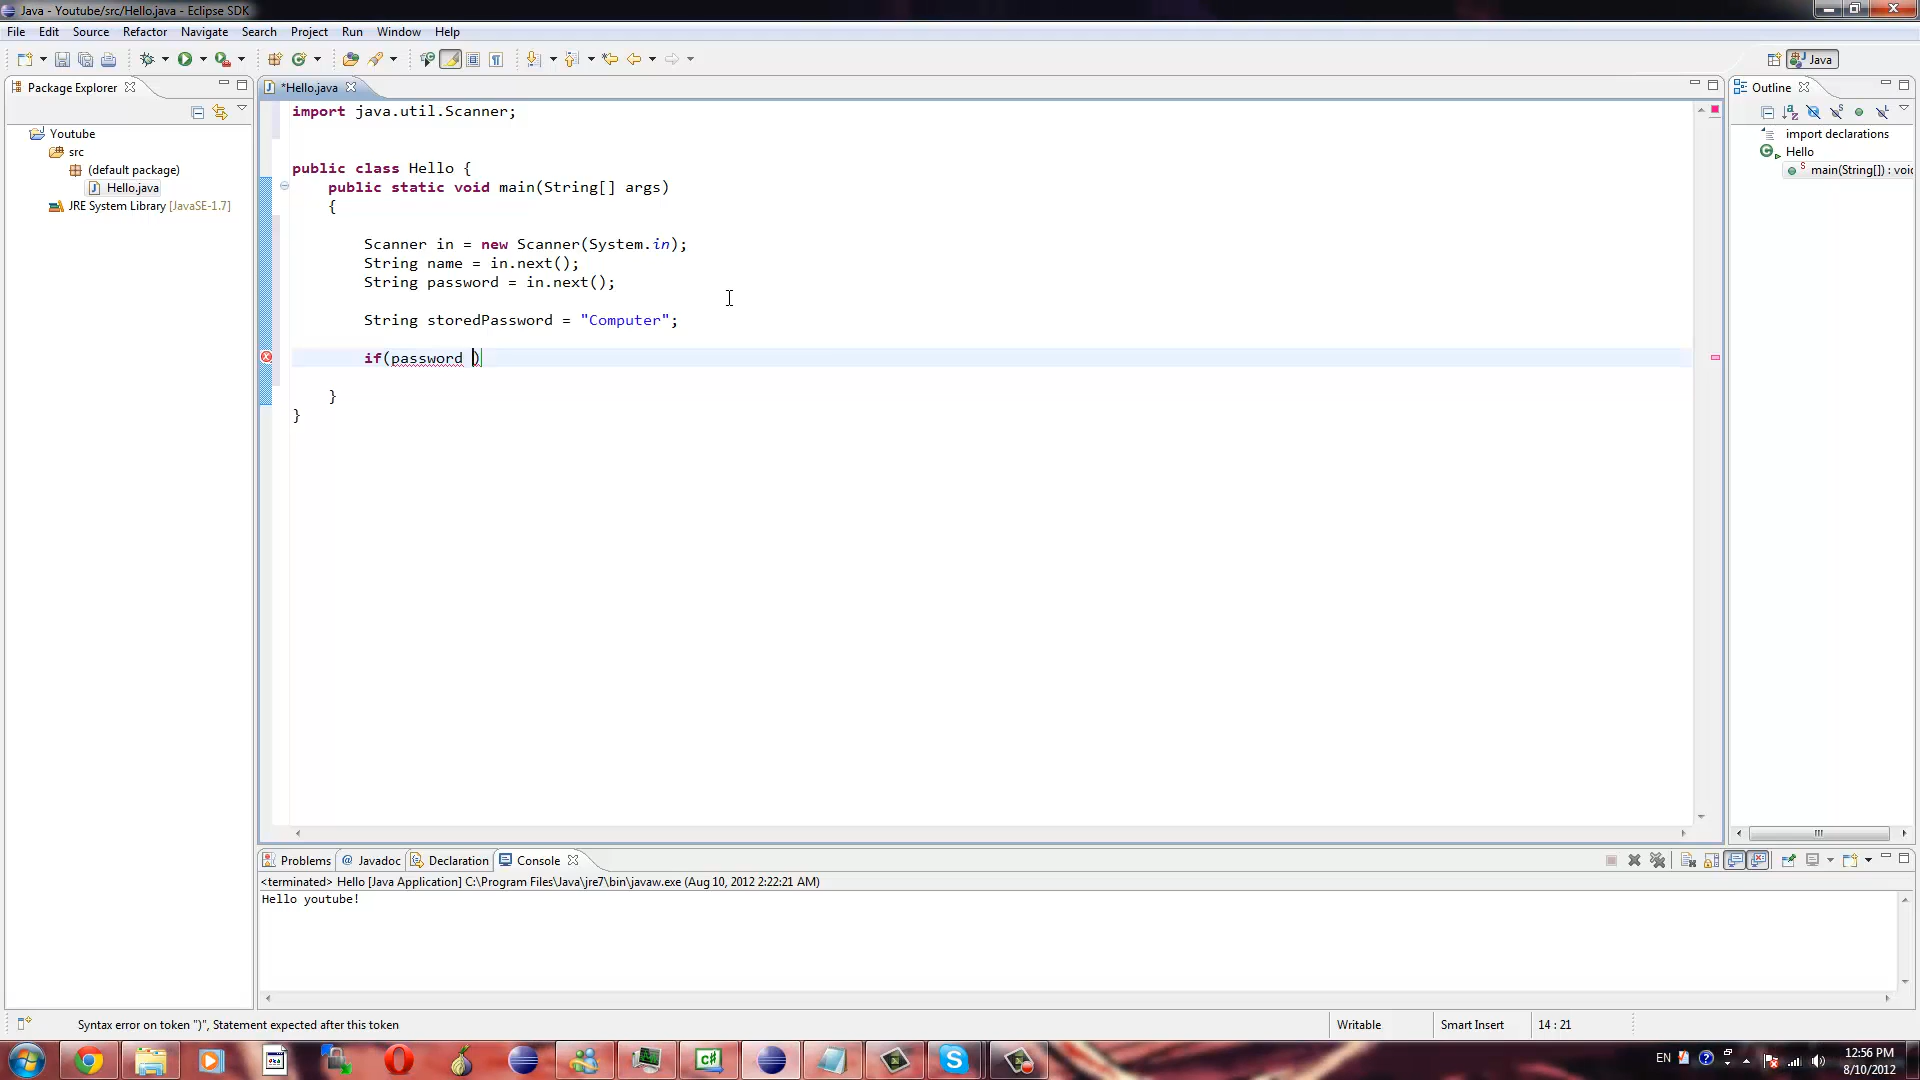 Java - Youtube/src/Hello.java - Eclipse SDK
File Edit Source Refactor Navigate Search Project Run Window Help
Java
Package Explorer
*Hello.java
Outline
Youtube
src
(default package)
Hello.java
JRE System Library [JavaSE-1.7]
import java.util.Scanner;
public class Hello {
public static void main(String[] args)
{
Scanner in = new Scanner(System.in);
String name = in.next();
String password = in.next();
String storedPassword = "Computer";
if(password )
}
}
import declarations
Hello
main(String[]) : voi
Problems @ Javadoc Declaration Console
<terminated> Hello [Java Application] C:\Program Files\Java\jre7\bin\javaw.exe (Aug 10, 2012 2:22:21 AM)
Hello youtube!
Syntax error on token ")", Statement expected after this token
Writable
Smart Insert
14 : 21
EN
12:56 PM
8/10/2012